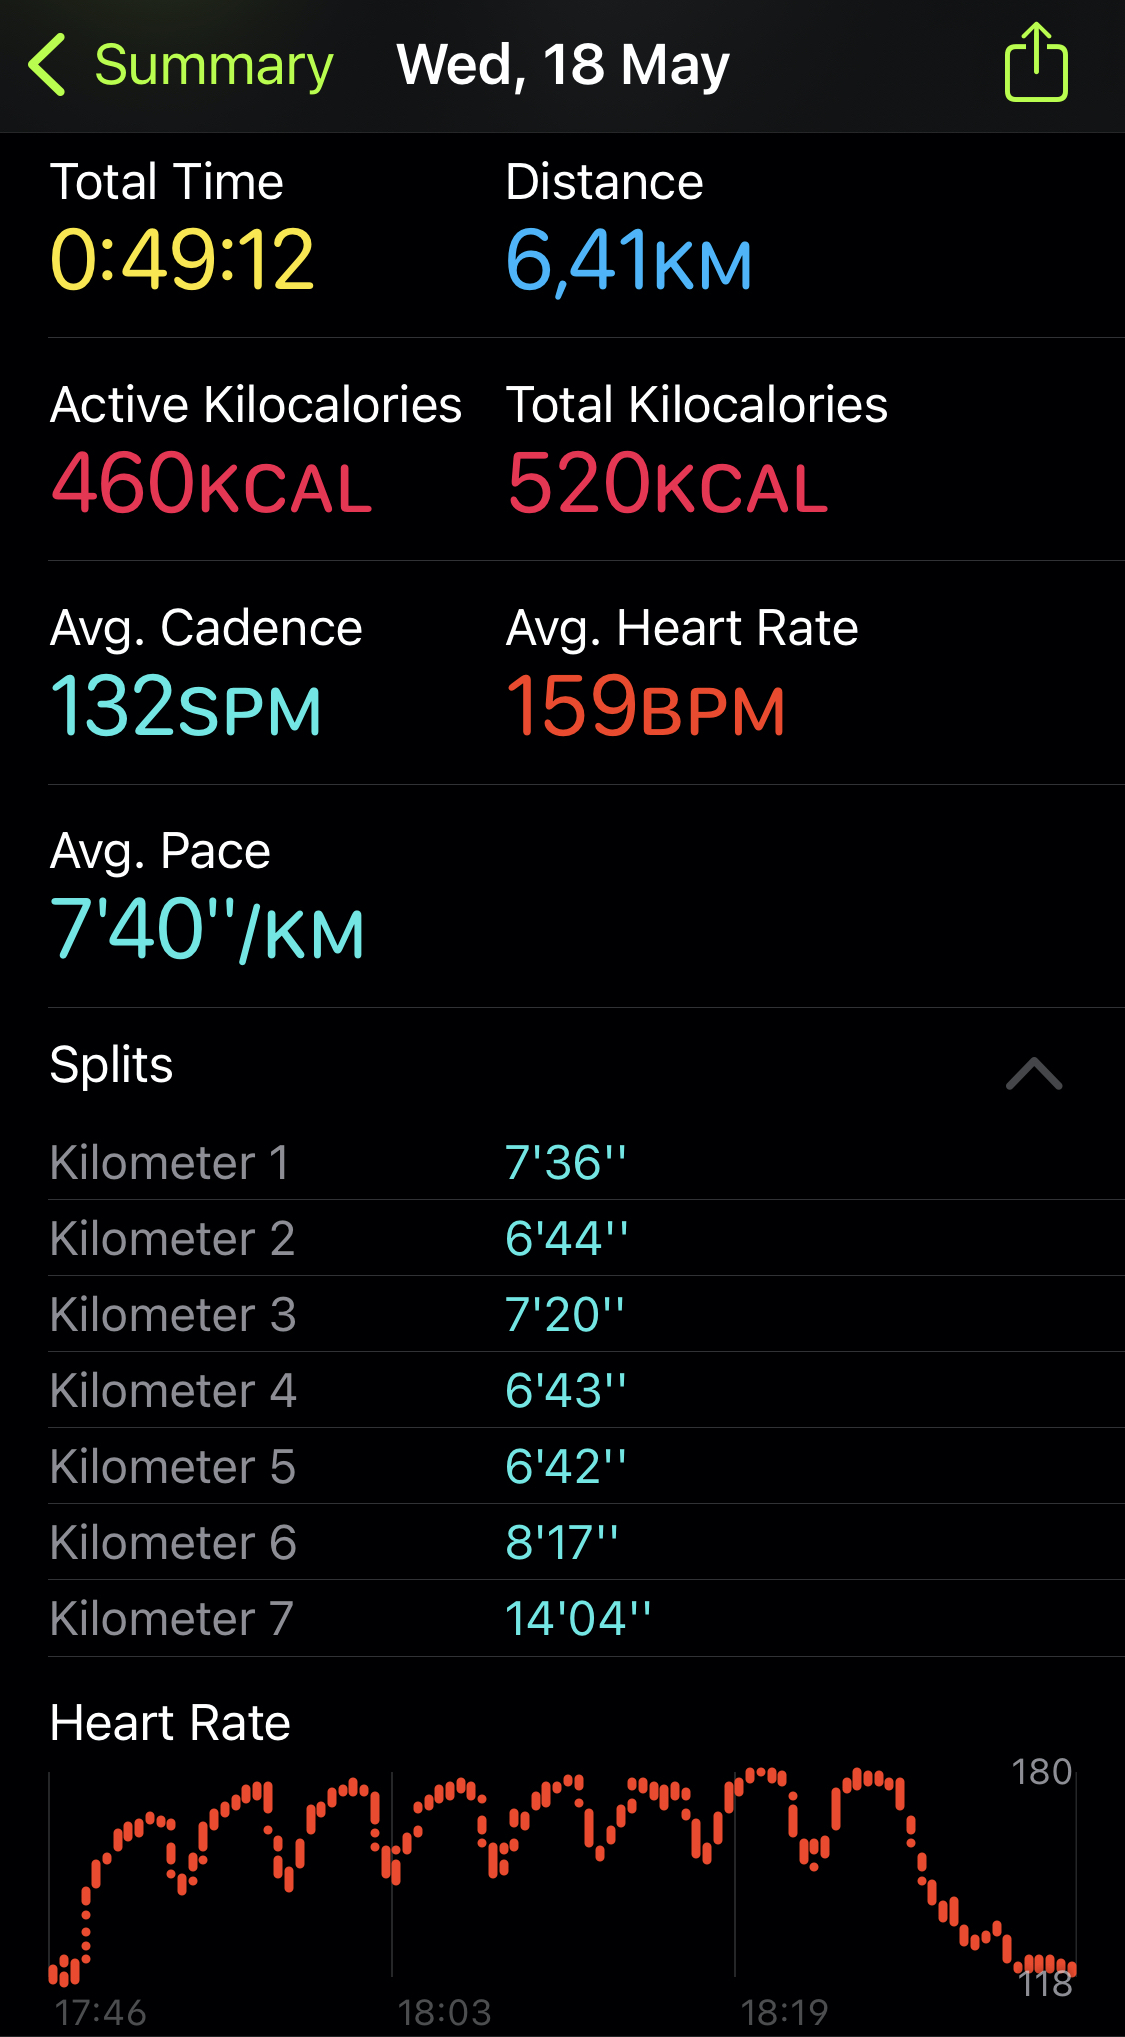 Summary Wed, 18 May
Total Time Distance
0:49:12 6,41KM
Active Kilocalories Total Kilocalories
460KCAL 520KCAL
Avg. Cadence Avg. Heart Rate
132SPM 159BPM
Avg. Pace
7'40''/KM
Splits
Kilometer 1 7'36''
Kilometer 2 6'44''
Kilometer 3 7'20''
Kilometer 4 6'43''
Kilometer 5 6'42''
Kilometer 6 8'17''
Kilometer 7 14'04''
Heart Rate
180
118
17:46 18:03 18:19